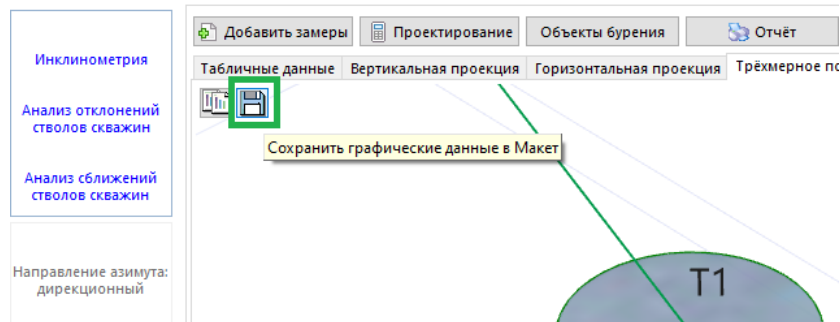 Добавить замеры Проектирование Объекты бурения Отчёт
Инклинометрия
Табличные данные Вертикальная проекция Горизонтальная проекция Трёхмерное
Анализ отклонений
стволов скважин
Сохранить графические данные в Макет
Анализ сближений
стволов скважин
Направление азимута:
дирекционный
T1